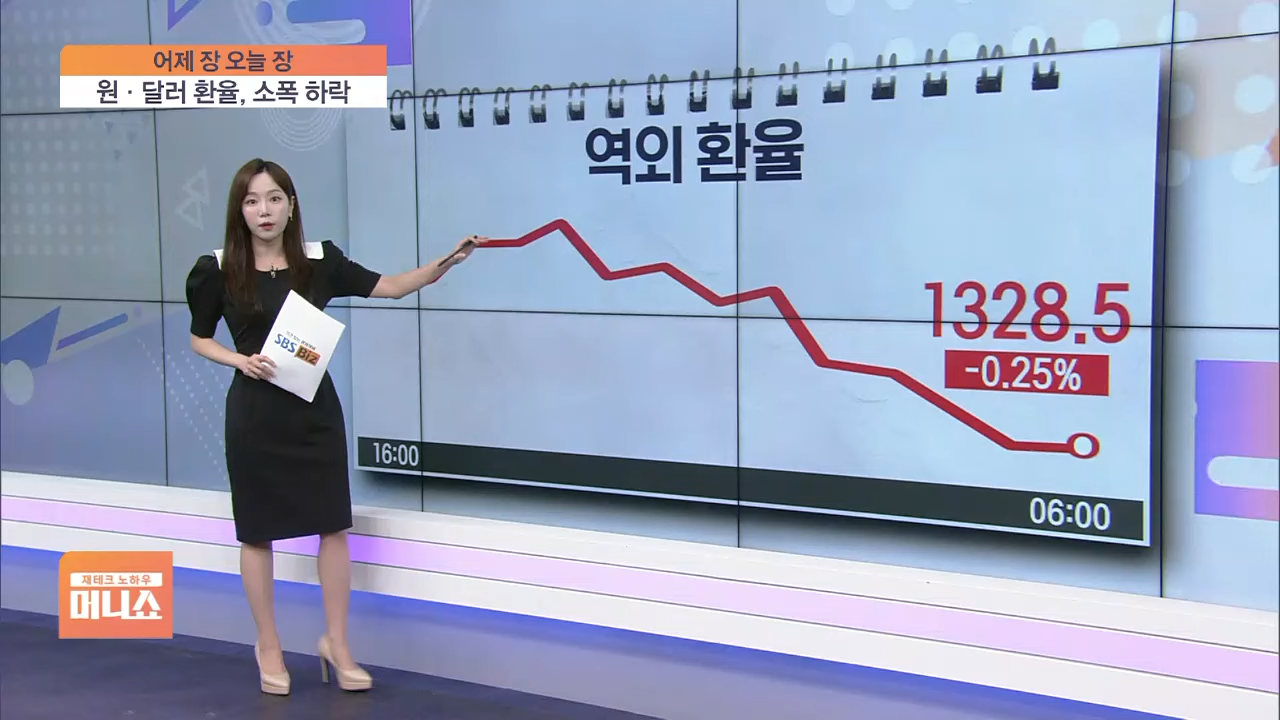 어제 장 오늘 장
원·달러 환율, 소폭 하락
역외 환율
1328.5
-0.25%
16:00
06:00
SBS Biz
재테크 노하우
머니쇼